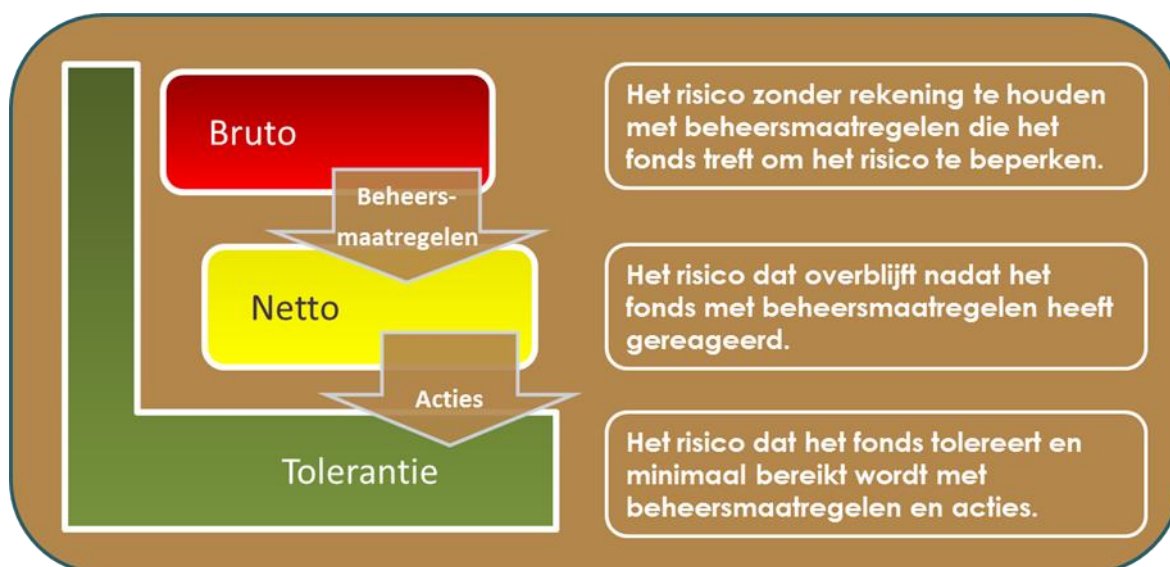 Bruto
Het risico zonder rekening te houden
met beheersmaatregelen die het
fonds treft om het risico te beperken.
Beheers-
maatregelen
Netto
Het risico dat overblijft nadat het
fonds met beheersmaatregelen heeft
gereageerd.
Acties
Tolerantie
Het risico dat het fonds tolereert en
minimaal bereikt wordt met
beheersmaatregelen en acties.